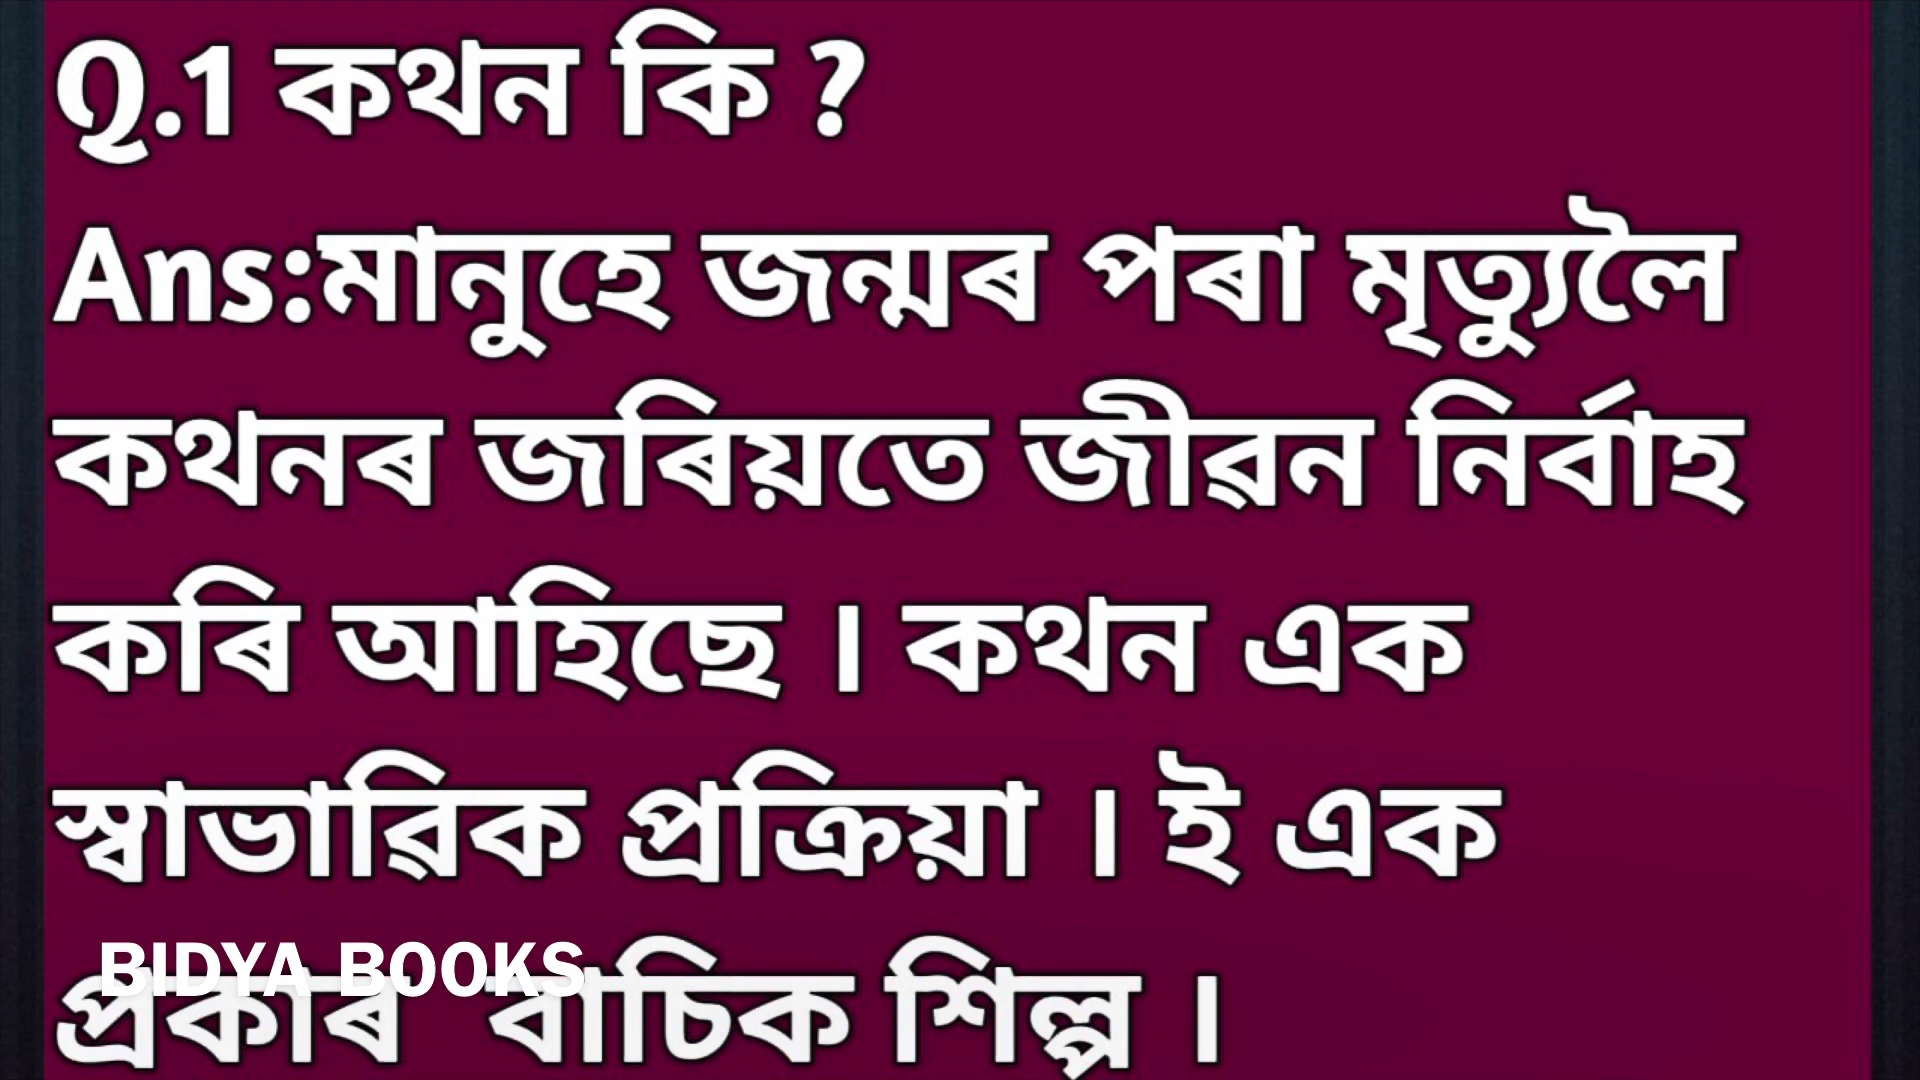 Q.1 কথন কি ?
Ans:মানুহে জন্মৰ পৰা মৃত্যুলৈ
কথনৰ জৰিয়তে জীৱন নিৰ্বাহ
কৰি আহিছে । কথন এক
স্বাভাৱিক প্ৰক্ৰিয়া । ই এক
BIDYA BOOKS
প্ৰকাৰ বাচিক শিল্প ।